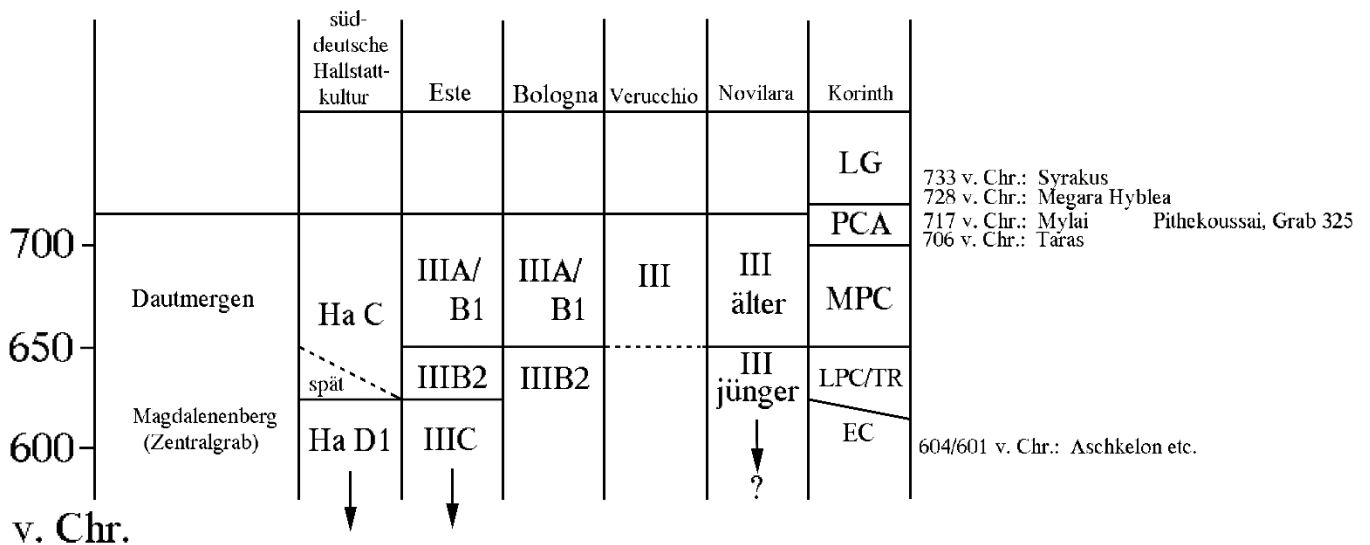 süd-
deutsche
Hallstatt-
kultur
Este
Bologna
Verucchio
Novilara
Korinth
LG
733 v. Chr.: Syrakus
728 v. Chr.: Megara Hyblea
PCA
717 v. Chr.: Mylai Pithekoussai, Grab 325
706 v. Chr.: Taras
700
Dautmergen
Ha C
IIIA/
B1
IIIA/
B1
III
III
älter
MPC
650
spät
IIIB2
IIIB2
III
jünger
LPC/TR
Magdalenenberg
(Zentralgrab)
600
Ha D1
IIIC
?
EC
604/601 v. Chr.: Aschkelon etc.
v. Chr.